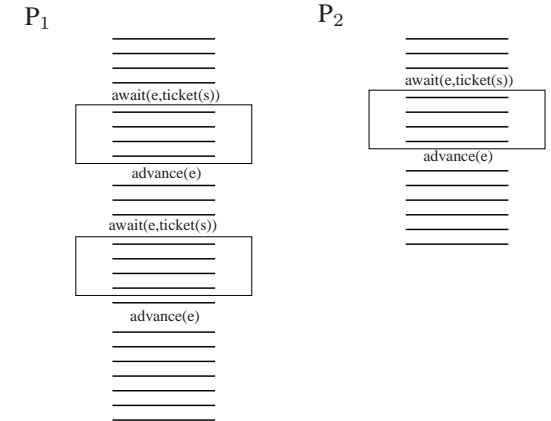 P1
await(e,ticket(s))
advance(e)
await(e,ticket(s))
advance(e)
P2
await(e,ticket(s))
advance(e)